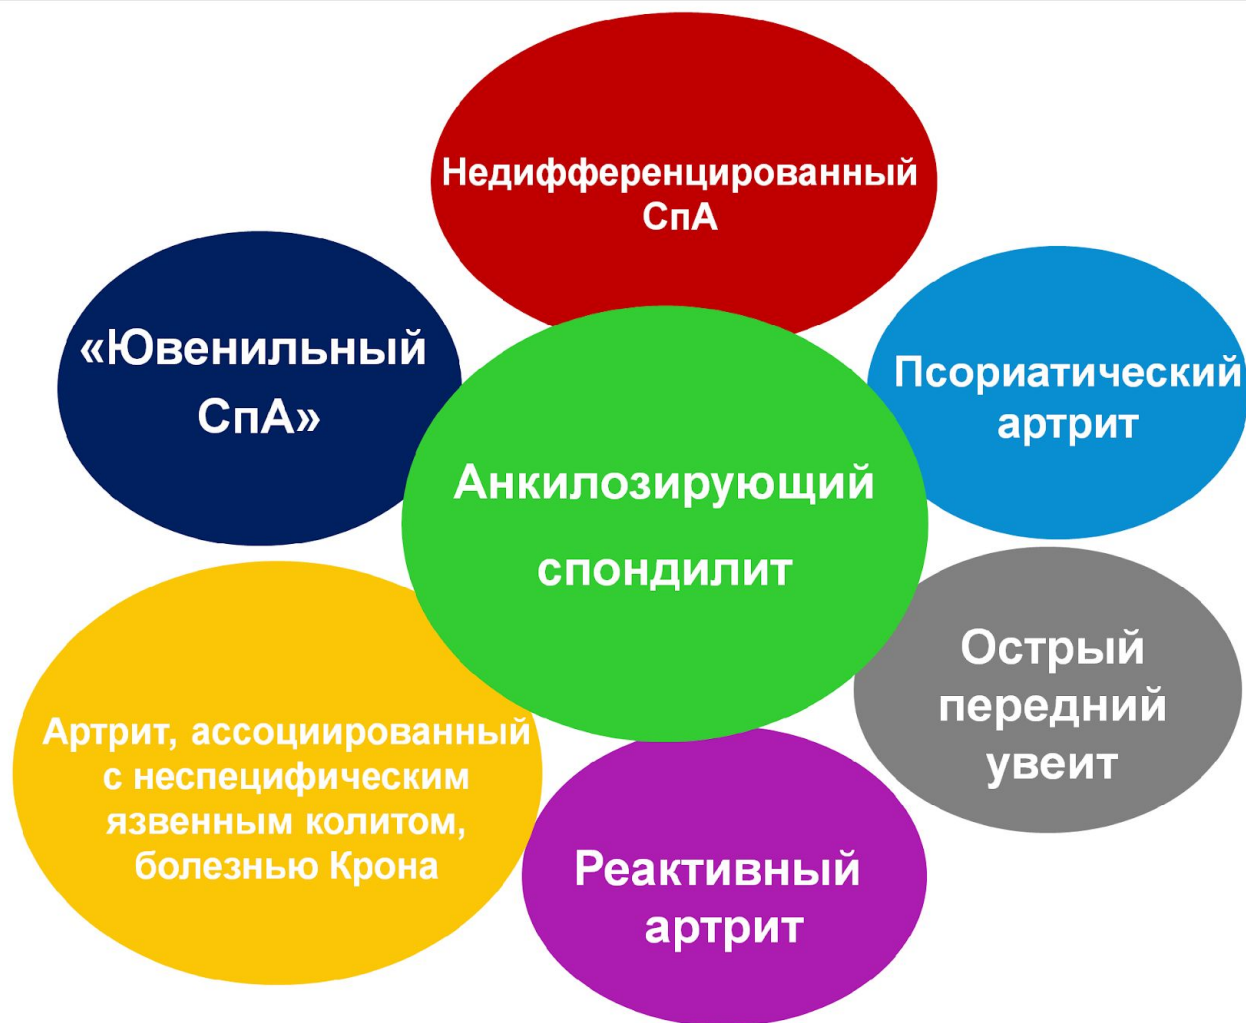 Недифференцированный
СпА
«Ювенильный
СпА»
Псориатический
артрит
Анкилозирующий
спондилит
Острый
передний
увеит
Артрит, ассоциированный
с неспецифическим
язвенным колитом,
болезнью Крона
Реактивный
артрит